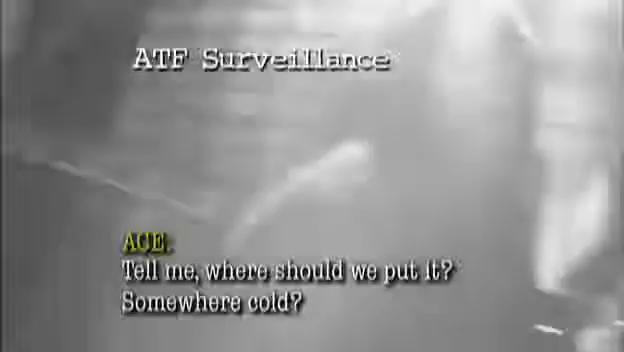 ATF Surveillance
ACE:
Tell me, where should we put it?
Somewhere cold?